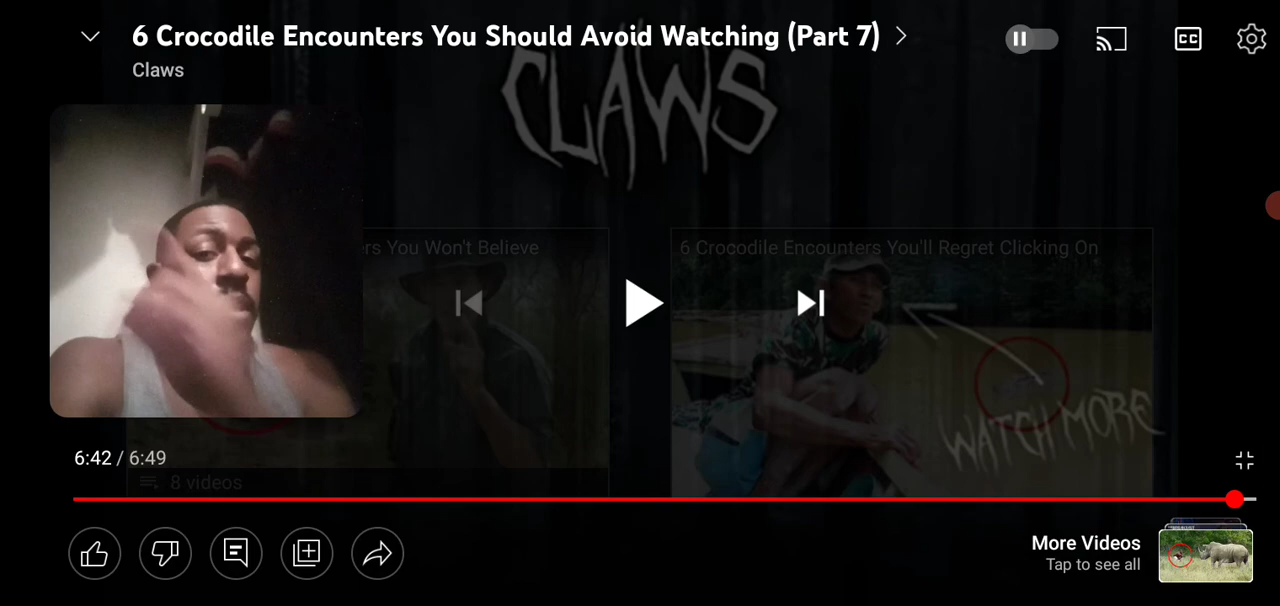 6 Crocodile Encounters You Should Avoid Watching (Part 7)
Claws
CC
CLAWS
rs You Won't Believe
6 Crocodile Encounters You'll Regret Clicking On
WATCH MORE
6:42 / 6:49
8 videos
More Videos
Tap to see all